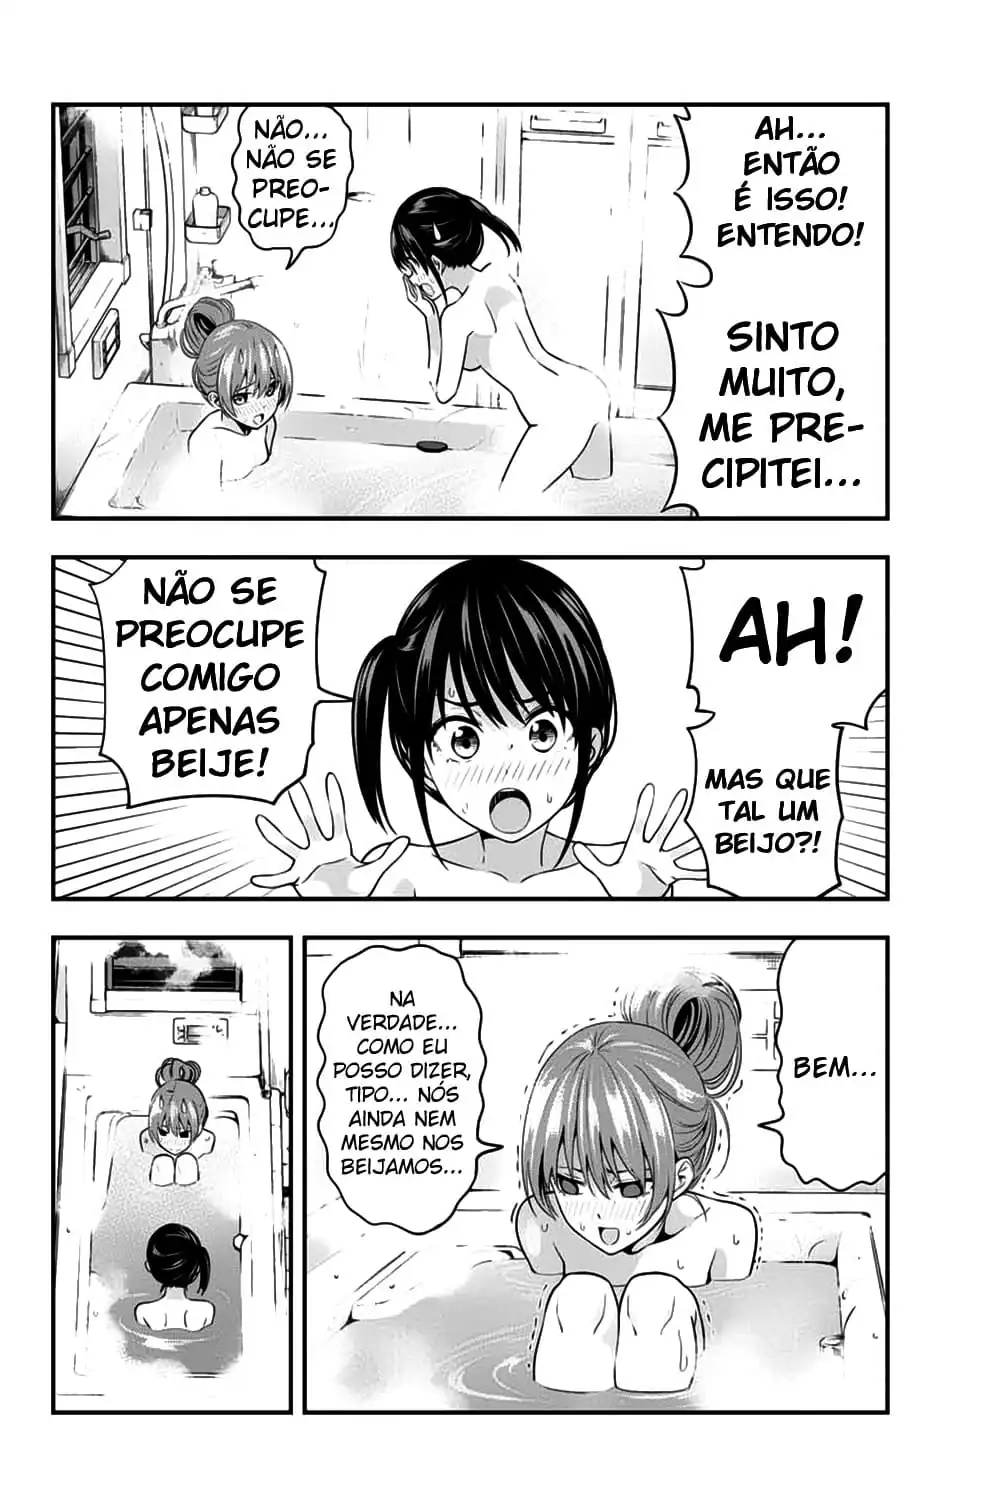 AH...
ENTÃO
É ISSO!
ENTENDO!
SINTO
MUITO,
ME PRE-
CIPITEI...
NÃO...
NÃO SE
PREO-
CUPE...
AH!
MAS QUE
TAL UM
BEIJO?!
NÃO SE
PREOCUPE
COMIGO
APENAS
BEIJE!
BEM...
NA
VERDADE...
COMO EU
POSSO DIZER,
TIPO... NÓS
AINDA NEM
MESMO NOS
BEIJAMOS...